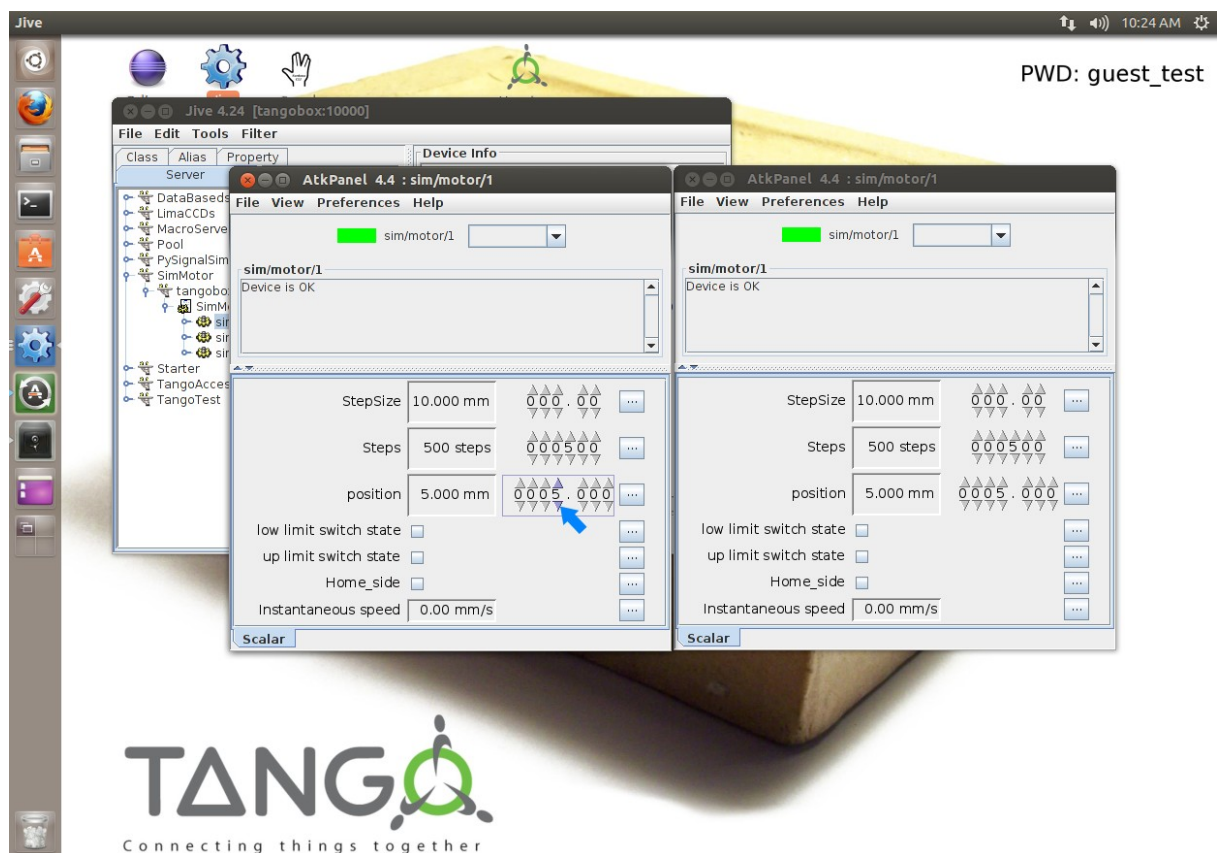 Jive
10:24 AM
PWD: guest_test
Jive 4.24 [tangobox:10000]
File Edit Tools Filter
Class Alias Property
Server
Device Info
DataBaseds
LimaCCDs
MacroServe
Pool
PySignalSim
SimMotor
tangobo
SimM
sim
sir
sir
Starter
TangoAcces
TangoTest
AtkPanel 4.4 : sim/motor/1
File View Preferences Help
sim/motor/1
sim/motor/1
Device is OK
StepSize 10.000 mm 000.00 ...
Steps 500 steps 000500 ...
position 5.000 mm 0005.000 ...
low limit switch state ...
up limit switch state ...
Home_side ...
Instantaneous speed 0.00 mm/s ...
Scalar
AtkPanel 4.4 : sim/motor/1
File View Preferences Help
sim/motor/1
sim/motor/1
Device is OK
StepSize 10.000 mm 000.00 ...
Steps 500 steps 000500 ...
position 5.000 mm 0005.000 ...
low limit switch state ...
up limit switch state ...
Home_side ...
Instantaneous speed 0.00 mm/s ...
Scalar
TANGO
Connecting things together